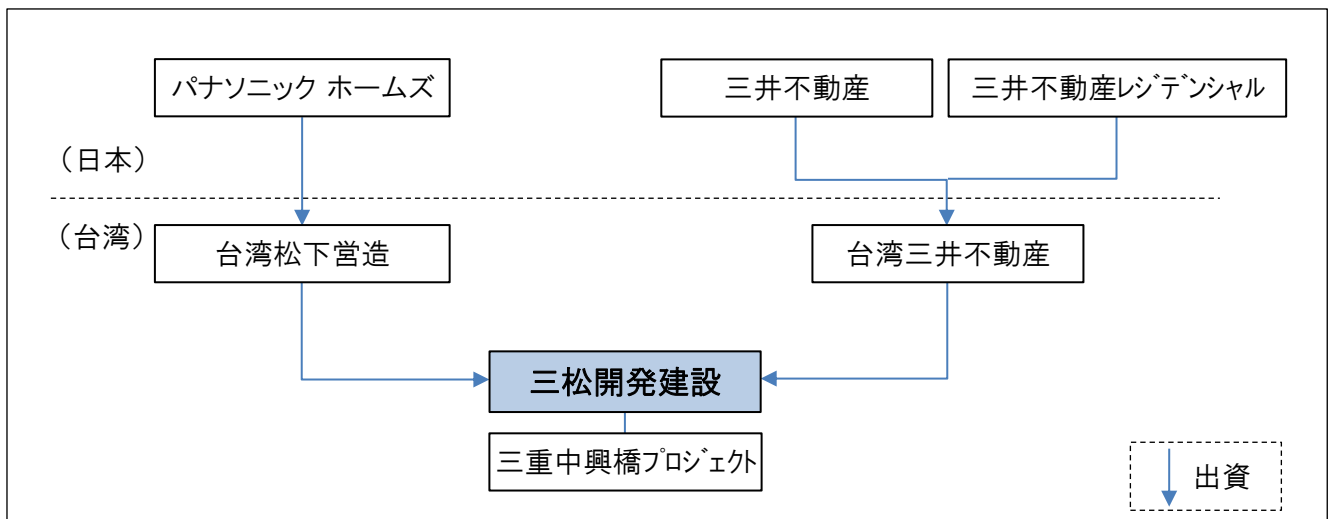 パナソニック ホームズ
三井不動産
三井不動産ﾚｼﾞﾃﾞﾝｼｬﾙ
（日本）
（台湾）
台湾松下営造
台湾三井不動産
三松開発建設
三重中興橋ﾌﾟﾛｼﾞｪｸﾄ
出資